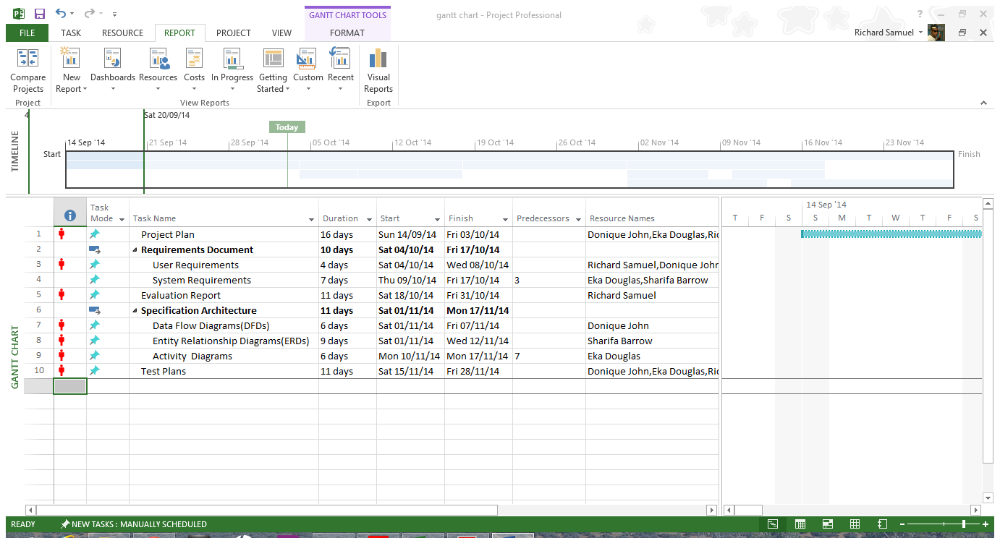 GANTT CHART TOOLS
gantt chart - Project Professional
?
FILE TASK RESOURCE REPORT PROJECT VIEW FORMAT
Richard Samuel
Compare Projects New Report Dashboards Resources Costs In Progress Getting Started Custom Recent Visual Reports
Project View Reports Export
4
Sat 20/09/14
Today
TIMELINE
14 Sep '14 21 Sep '14 28 Sep '14 05 Oct '14 12 Oct '14 19 Oct '14 26 Oct '14 02 Nov '14 09 Nov '14 16 Nov '14 23 Nov '14
Start
Finish
GANTT CHART
Task Mode Task Name Duration Start Finish Predecessors Resource Names
14 Sep '14
T F S S M T W T F S
1 Project Plan 16 days Sun 14/09/14 Fri 03/10/14 Donique John,Eka Douglas,Ric
2 Requirements Document 10 days Sat 04/10/14 Fri 17/10/14
3 User Requirements 4 days Sat 04/10/14 Wed 08/10/14 Richard Samuel,Donique John
4 System Requirements 7 days Thu 09/10/14 Fri 17/10/14 3 Eka Douglas,Sharifa Barrow
5 Evaluation Report 11 days Sat 18/10/14 Fri 31/10/14 Richard Samuel
6 Specification Architecture 11 days Sat 01/11/14 Mon 17/11/14
7 Data Flow Diagrams(DFDs) 6 days Sat 01/11/14 Fri 07/11/14 Donique John
8 Entity Relationship Diagrams(ERDs) 9 days Sat 01/11/14 Wed 12/11/14 Sharifa Barrow
9 Activity Diagrams 6 days Mon 10/11/14 Mon 17/11/14 7 Eka Douglas
10 Test Plans 11 days Sat 15/11/14 Fri 28/11/14 Donique John,Eka Douglas,Ric
READY NEW TASKS : MANUALLY SCHEDULED